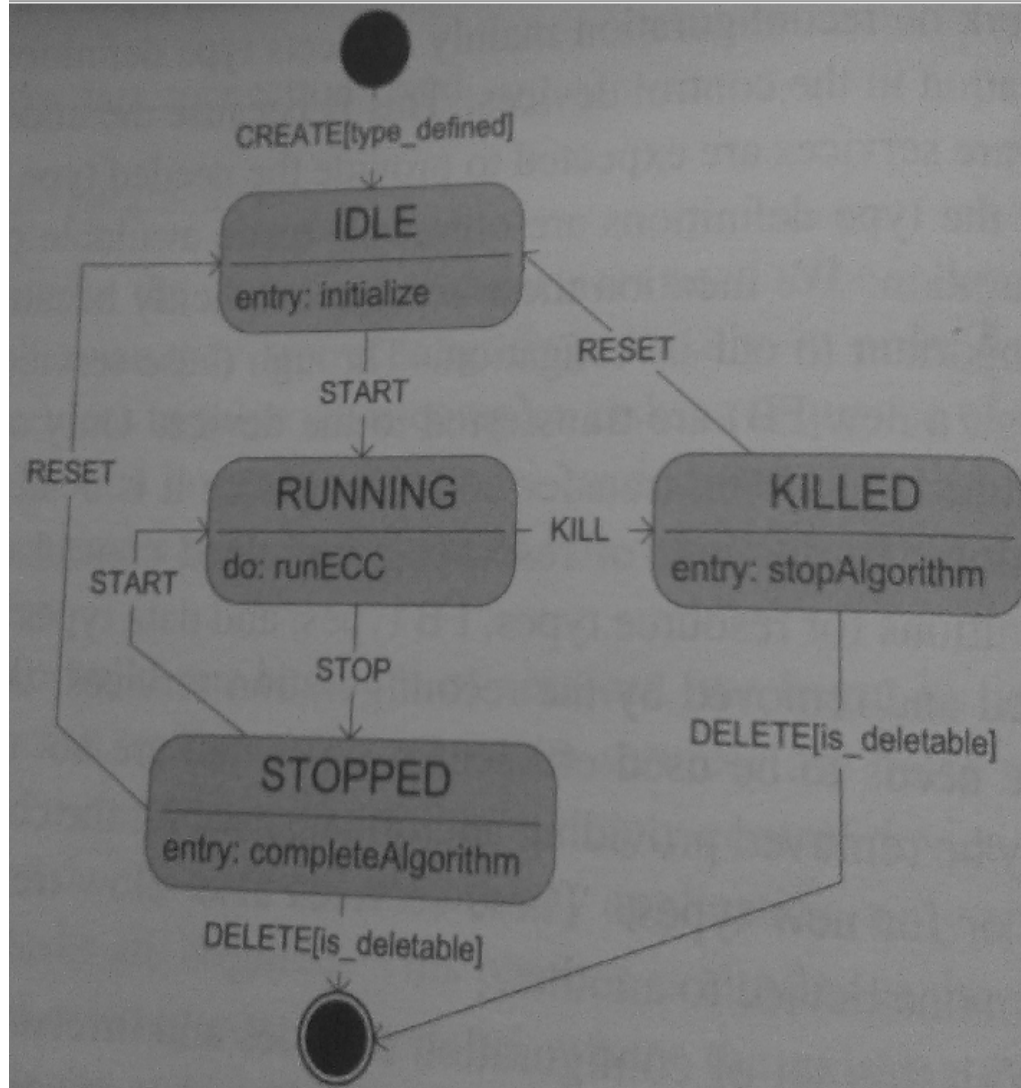 CREATE[type_defined]
IDLE
entry: initialize
RESET
START
RESET
RUNNING
do: runECC
KILL
KILLED
entry: stopAlgorithm
START
STOP
DELETE[is_deletable]
STOPPED
entry: completeAlgorithm
DELETE[is_deletable]